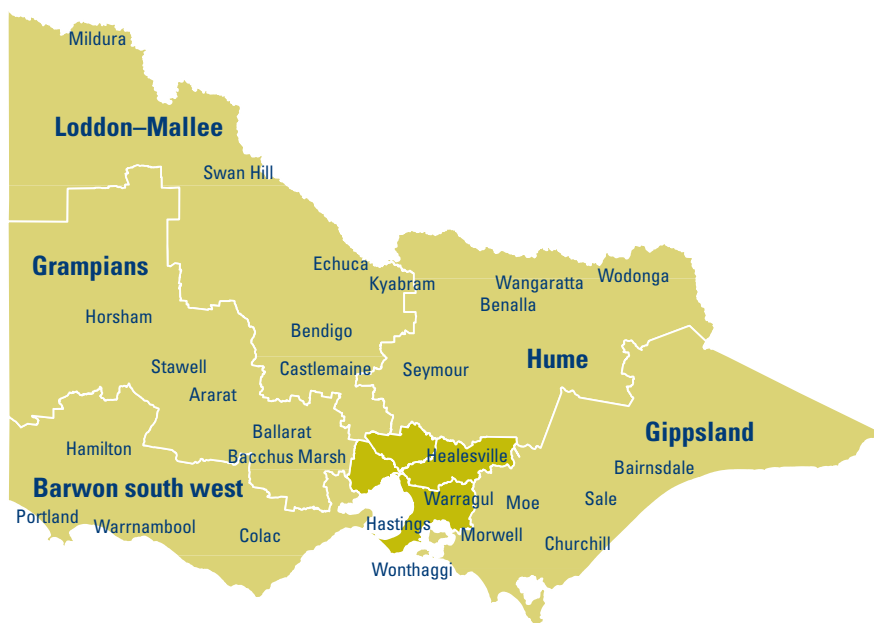 Mildura
Loddon–Mallee
Swan Hill
Echuca
Grampians
Kyabram
Wangaratta
Wodonga
Benalla
Horsham
Bendigo
Stawell
Castlemaine
Seymour
Hume
Ararat
Ballarat
Gippsland
Hamilton
Bacchus Marsh
Healesville
Bairnsdale
Barwon south west
Warragul
Moe
Sale
Portland
Warrnambool
Hastings
Colac
Morwell
Churchill
Wonthaggi